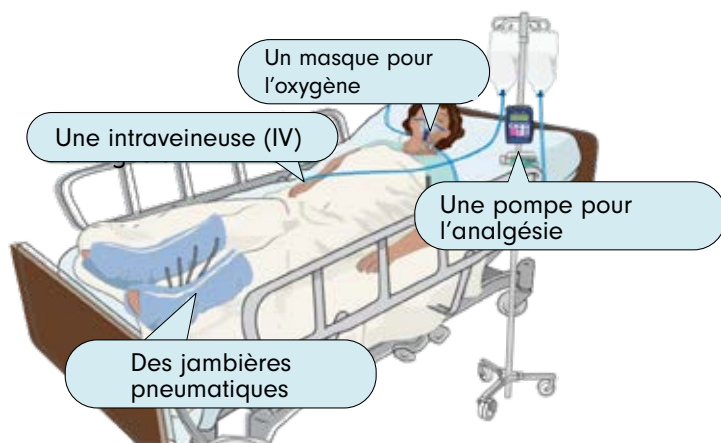 Un masque pour
l'oxygène
Une intraveineuse (IV)
Une pompe pour
l'analgésie
Des jambières
pneumatiques